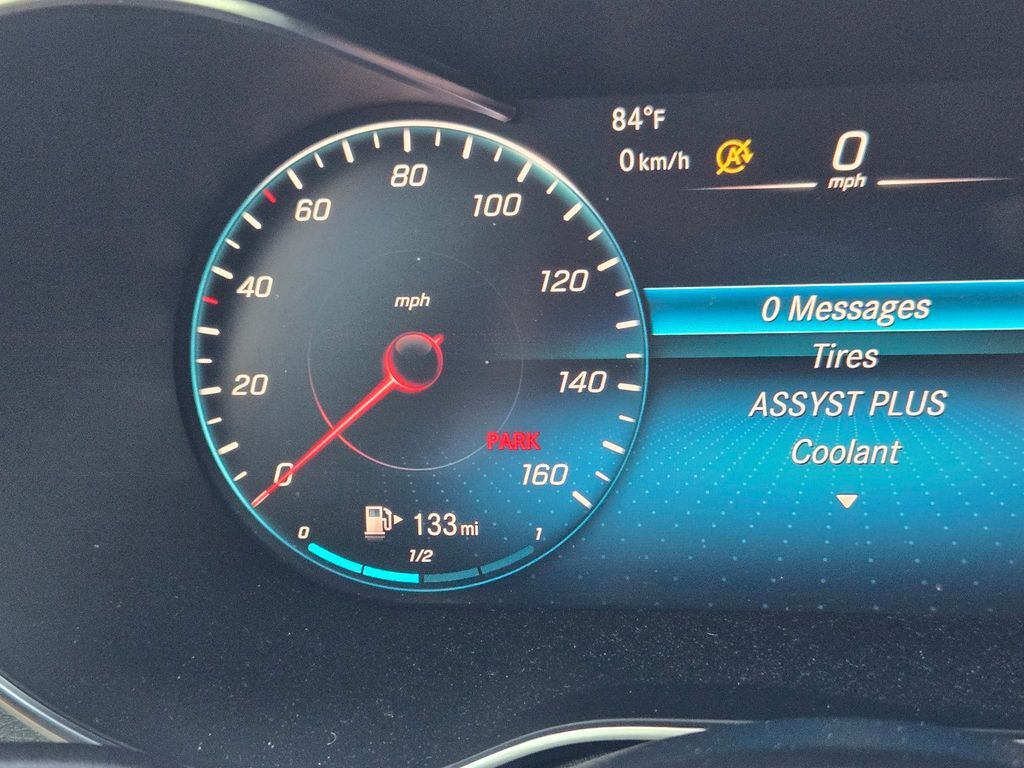 84°F
0 km/h
A
0
mph
0
20
40
60
80
100
120
140
160
mph
PARK
133 mi
0
1/2
1
0 Messages
Tires
ASSYST PLUS
Coolant